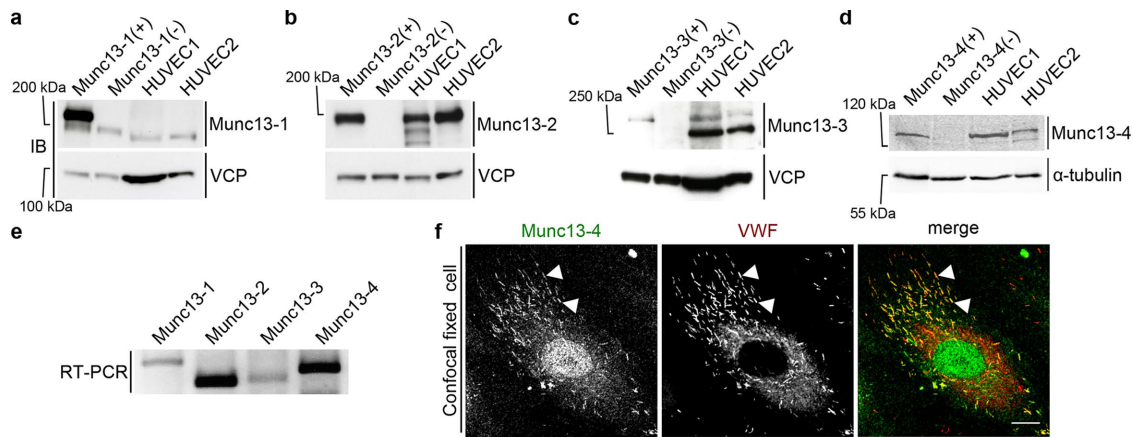 a
Munc13-1(+)
Munc13-1(-)
HUVEC1
HUVEC2
200 kDa
Munc13-1
IB
VCP
100 kDa
b
Munc13-2(+)
Munc13-2(-)
HUVEC1
HUVEC2
200 kDa
Munc13-2
VCP
c
Munc13-3(+)
Munc13-3(-)
HUVEC1
HUVEC2
250 kDa
Munc13-3
VCP
d
Munc13-4(+)
Munc13-4(-)
HUVEC1
HUVEC2
120 kDa
Munc13-4
α-tubulin
55 kDa
e
Munc13-1
Munc13-2
Munc13-3
Munc13-4
RT-PCR
f
Munc13-4
VWF
merge
Confocal fixed cell